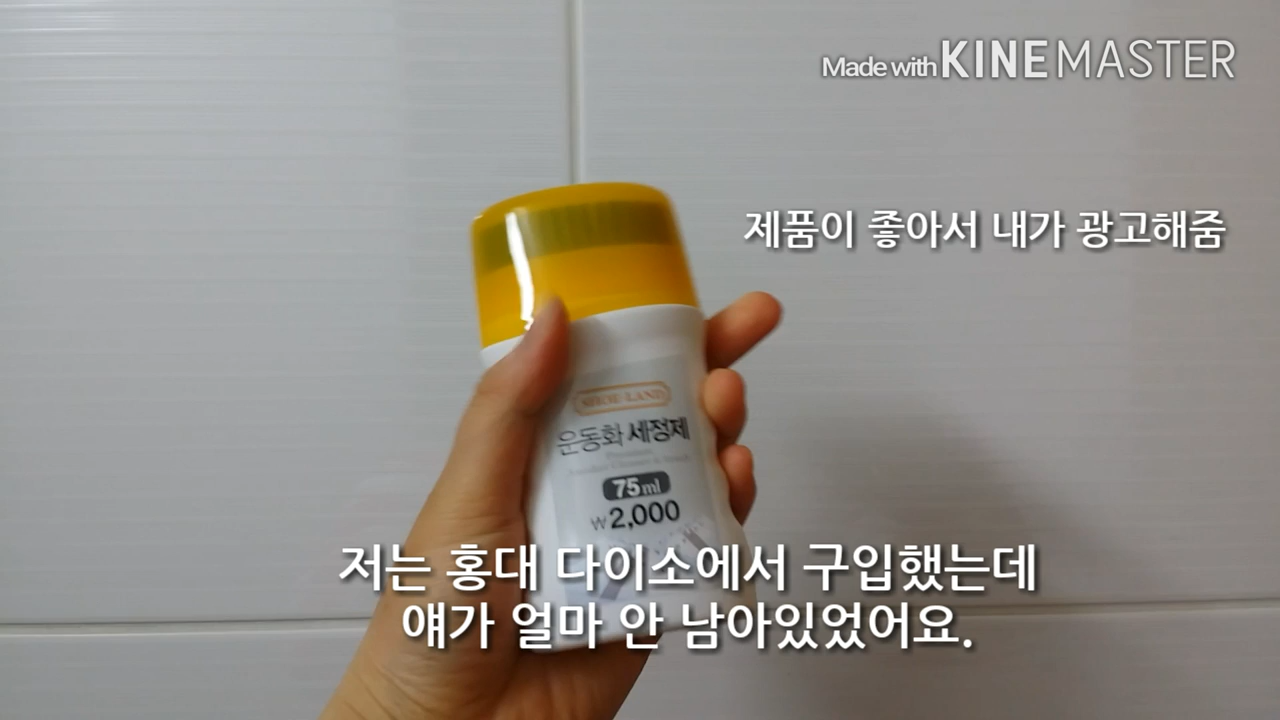 Made with KINEMASTER
제품이 좋아서 내가 광고해줌
SHOE-LAND
운동화 세정제
75ml
₩2,000
저는 홍대 다이소에서 구입했는데
얘가 얼마 안 남아있었어요.